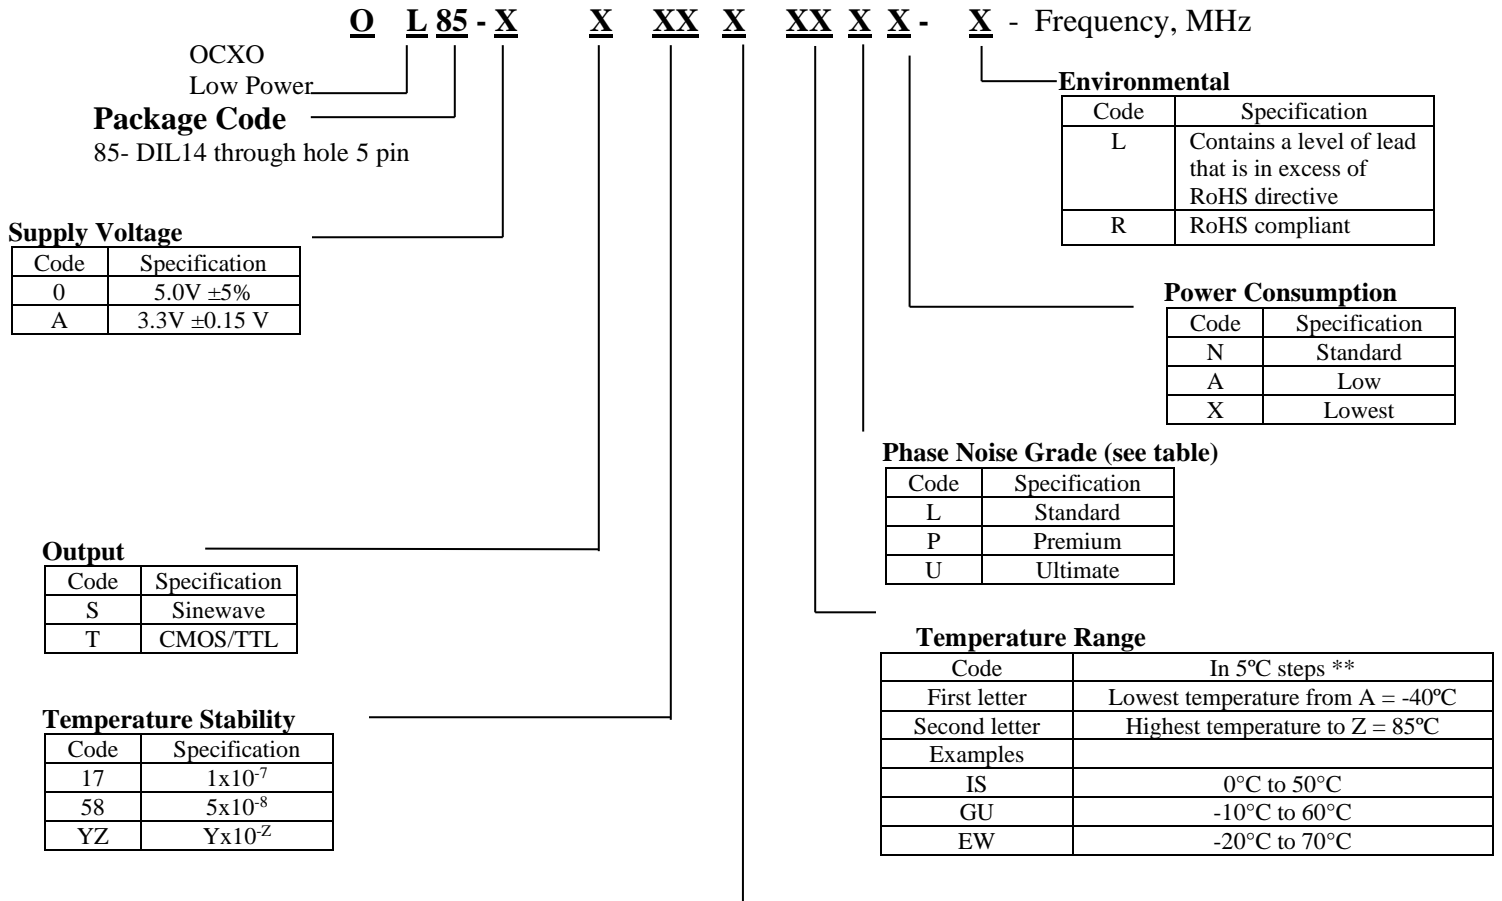 O L 85 - X X XX X XX X X - X - Frequency, MHz
OCXO
Low Power
Package Code
85- DIL14 through hole 5 pin
Supply Voltage
Code Specification
0 5.0V ±5%
A 3.3V ±0.15 V
Environmental
Code Specification
L Contains a level of lead
that is in excess of
RoHS directive
R RoHS compliant
Power Consumption
Code Specification
N Standard
A Low
X Lowest
Phase Noise Grade (see table)
Code Specification
L Standard
P Premium
U Ultimate
Output
Code Specification
S Sinewave
T CMOS/TTL
Temperature Range
Code In 5ºC steps **
First letter Lowest temperature from A = -40ºC
Second letter Highest temperature to Z = 85ºC
Examples
IS 0°C to 50°C
GU -10°C to 60°C
EW -20°C to 70°C
Temperature Stability
Code Specification
17 1x10⁻⁷
58 5x10⁻⁸
YZ Yx10⁻ᶻ